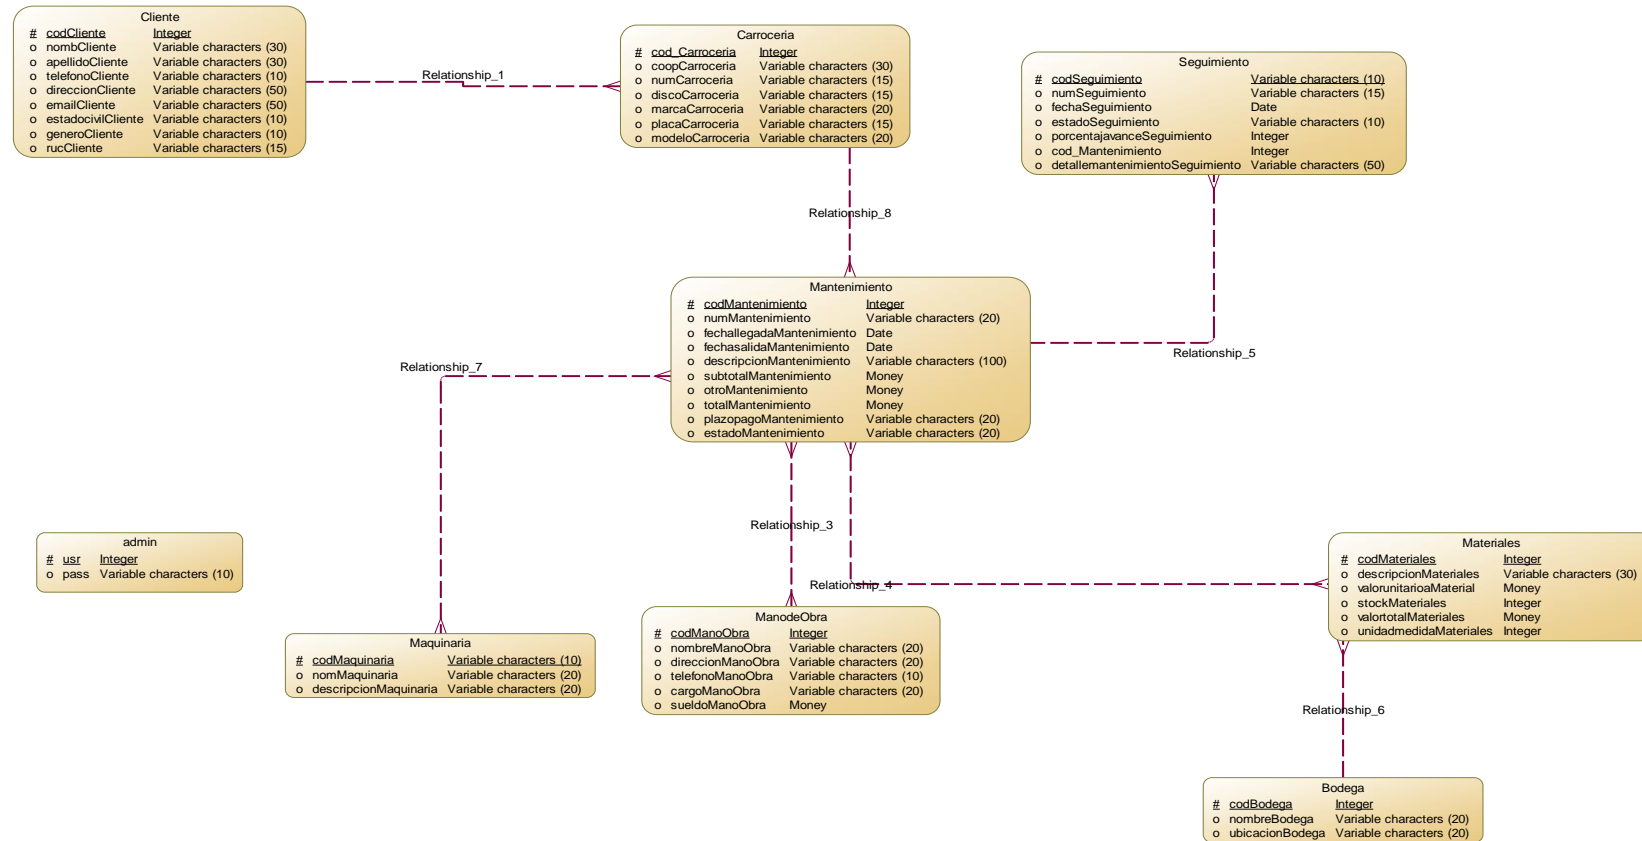 Cliente
# codCliente Integer
o nombCliente Variable characters (30)
o apellidoCliente Variable characters (30)
o telefonoCliente Variable characters (10)
o direccionCliente Variable characters (50)
o emailCliente Variable characters (50)
o estadocivilCliente Variable characters (10)
o generoCliente Variable characters (10)
o rucCliente Variable characters (15)
Relationship_1
Carroceria
# cod_Carroceria Integer
o coopCarroceria Variable characters (30)
o numCarroceria Variable characters (15)
o discoCarroceria Variable characters (15)
o marcaCarroceria Variable characters (20)
o placaCarroceria Variable characters (15)
o modeloCarroceria Variable characters (20)
Seguimiento
# codSeguimiento Variable characters (10)
o numSeguimiento Variable characters (15)
o fechaSeguimiento Date
o estadoSeguimiento Variable characters (10)
o porcentajavanceSeguimiento Integer
o cod_Mantenimiento Integer
o detallemantenimientoSeguimiento Variable characters (50)
Relationship_8
Mantenimiento
# codMantenimiento Integer
o numMantenimiento Variable characters (20)
o fechallegadaMantenimiento Date
o fechasalidaMantenimiento Date
o descripcionMantenimiento Variable characters (100)
o subtotalMantenimiento Money
o otroMantenimiento Money
o totalMantenimiento Money
o plazopagoMantenimiento Variable characters (20)
o estadoMantenimiento Variable characters (20)
Relationship_5
Relationship_7
Relationship_3
Relationship_4
admin
# usr Integer
o pass Variable characters (10)
Maquinaria
# codMaquinaria Variable characters (10)
o nomMaquinaria Variable characters (20)
o descripcionMaquinaria Variable characters (20)
ManodeObra
# codManoObra Integer
o nombreManoObra Variable characters (20)
o direccionManoObra Variable characters (20)
o telefonoManoObra Variable characters (10)
o cargoManoObra Variable characters (20)
o sueldoManoObra Money
Materiales
# codMateriales Integer
o descripcionMateriales Variable characters (30)
o valorunitarioaMaterial Money
o stockMateriales Integer
o valortotalMateriales Money
o unidadmedidaMateriales Integer
Relationship_6
Bodega
# codBodega Integer
o nombreBodega Variable characters (20)
o ubicacionBodega Variable characters (20)